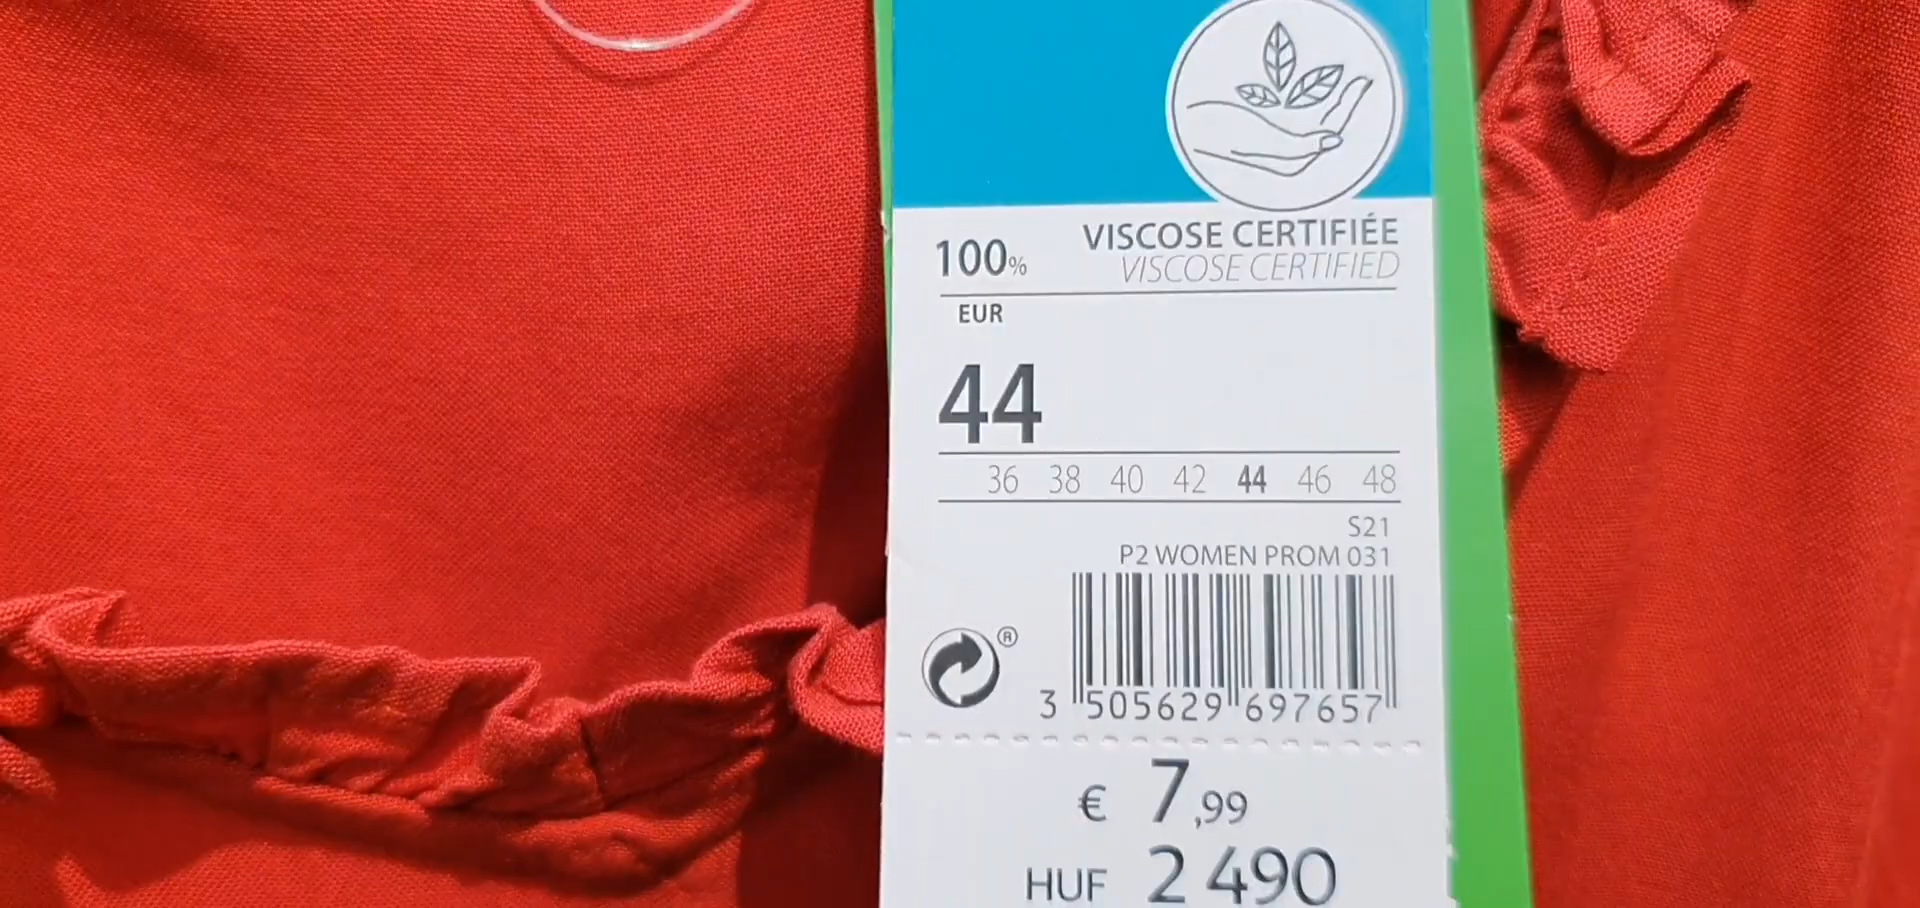 100% VISCOSE CERTIFIÉE
VISCOSE CERTIFIED
EUR
44
36 38 40 42 44 46 48
S21
P2 WOMEN PROM 031
®
3 505629 697657
€ 7,99
HUF 2 490